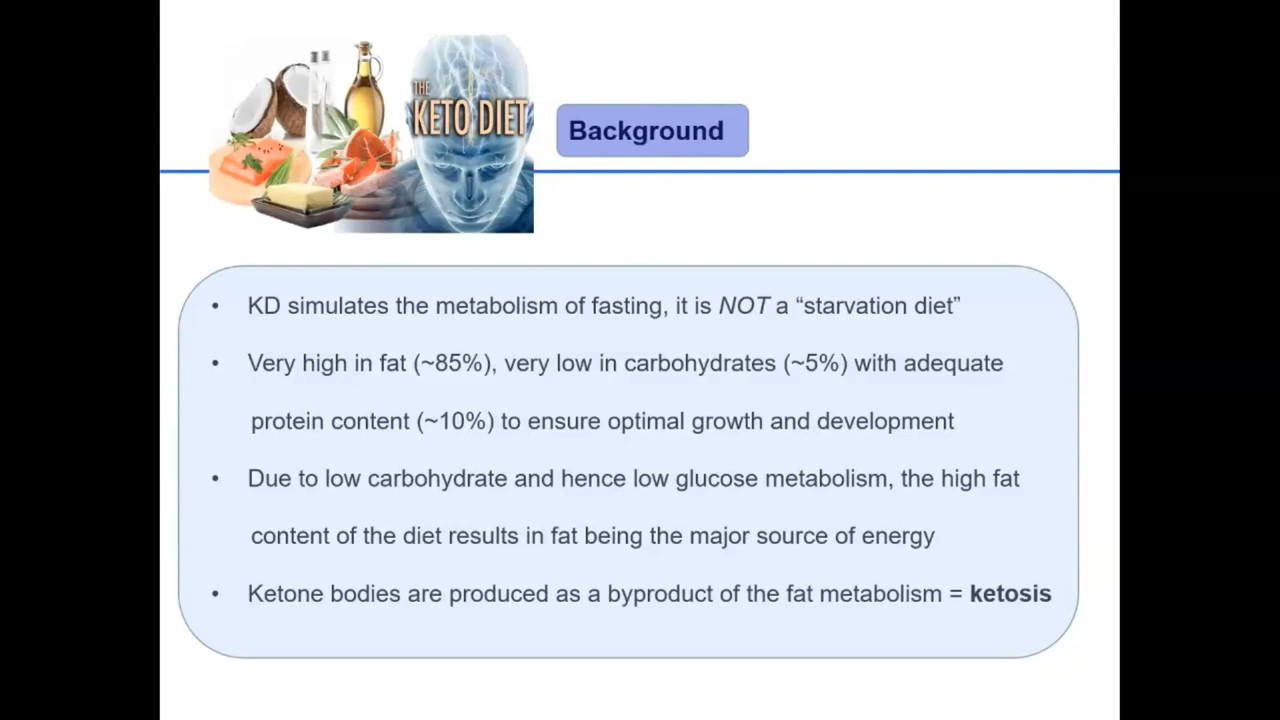 THE
KETO DIET
Background
• KD simulates the metabolism of fasting, it is NOT a “starvation diet”
• Very high in fat (~85%), very low in carbohydrates (~5%) with adequate
protein content (~10%) to ensure optimal growth and development
• Due to low carbohydrate and hence low glucose metabolism, the high fat
content of the diet results in fat being the major source of energy
• Ketone bodies are produced as a byproduct of the fat metabolism = ketosis